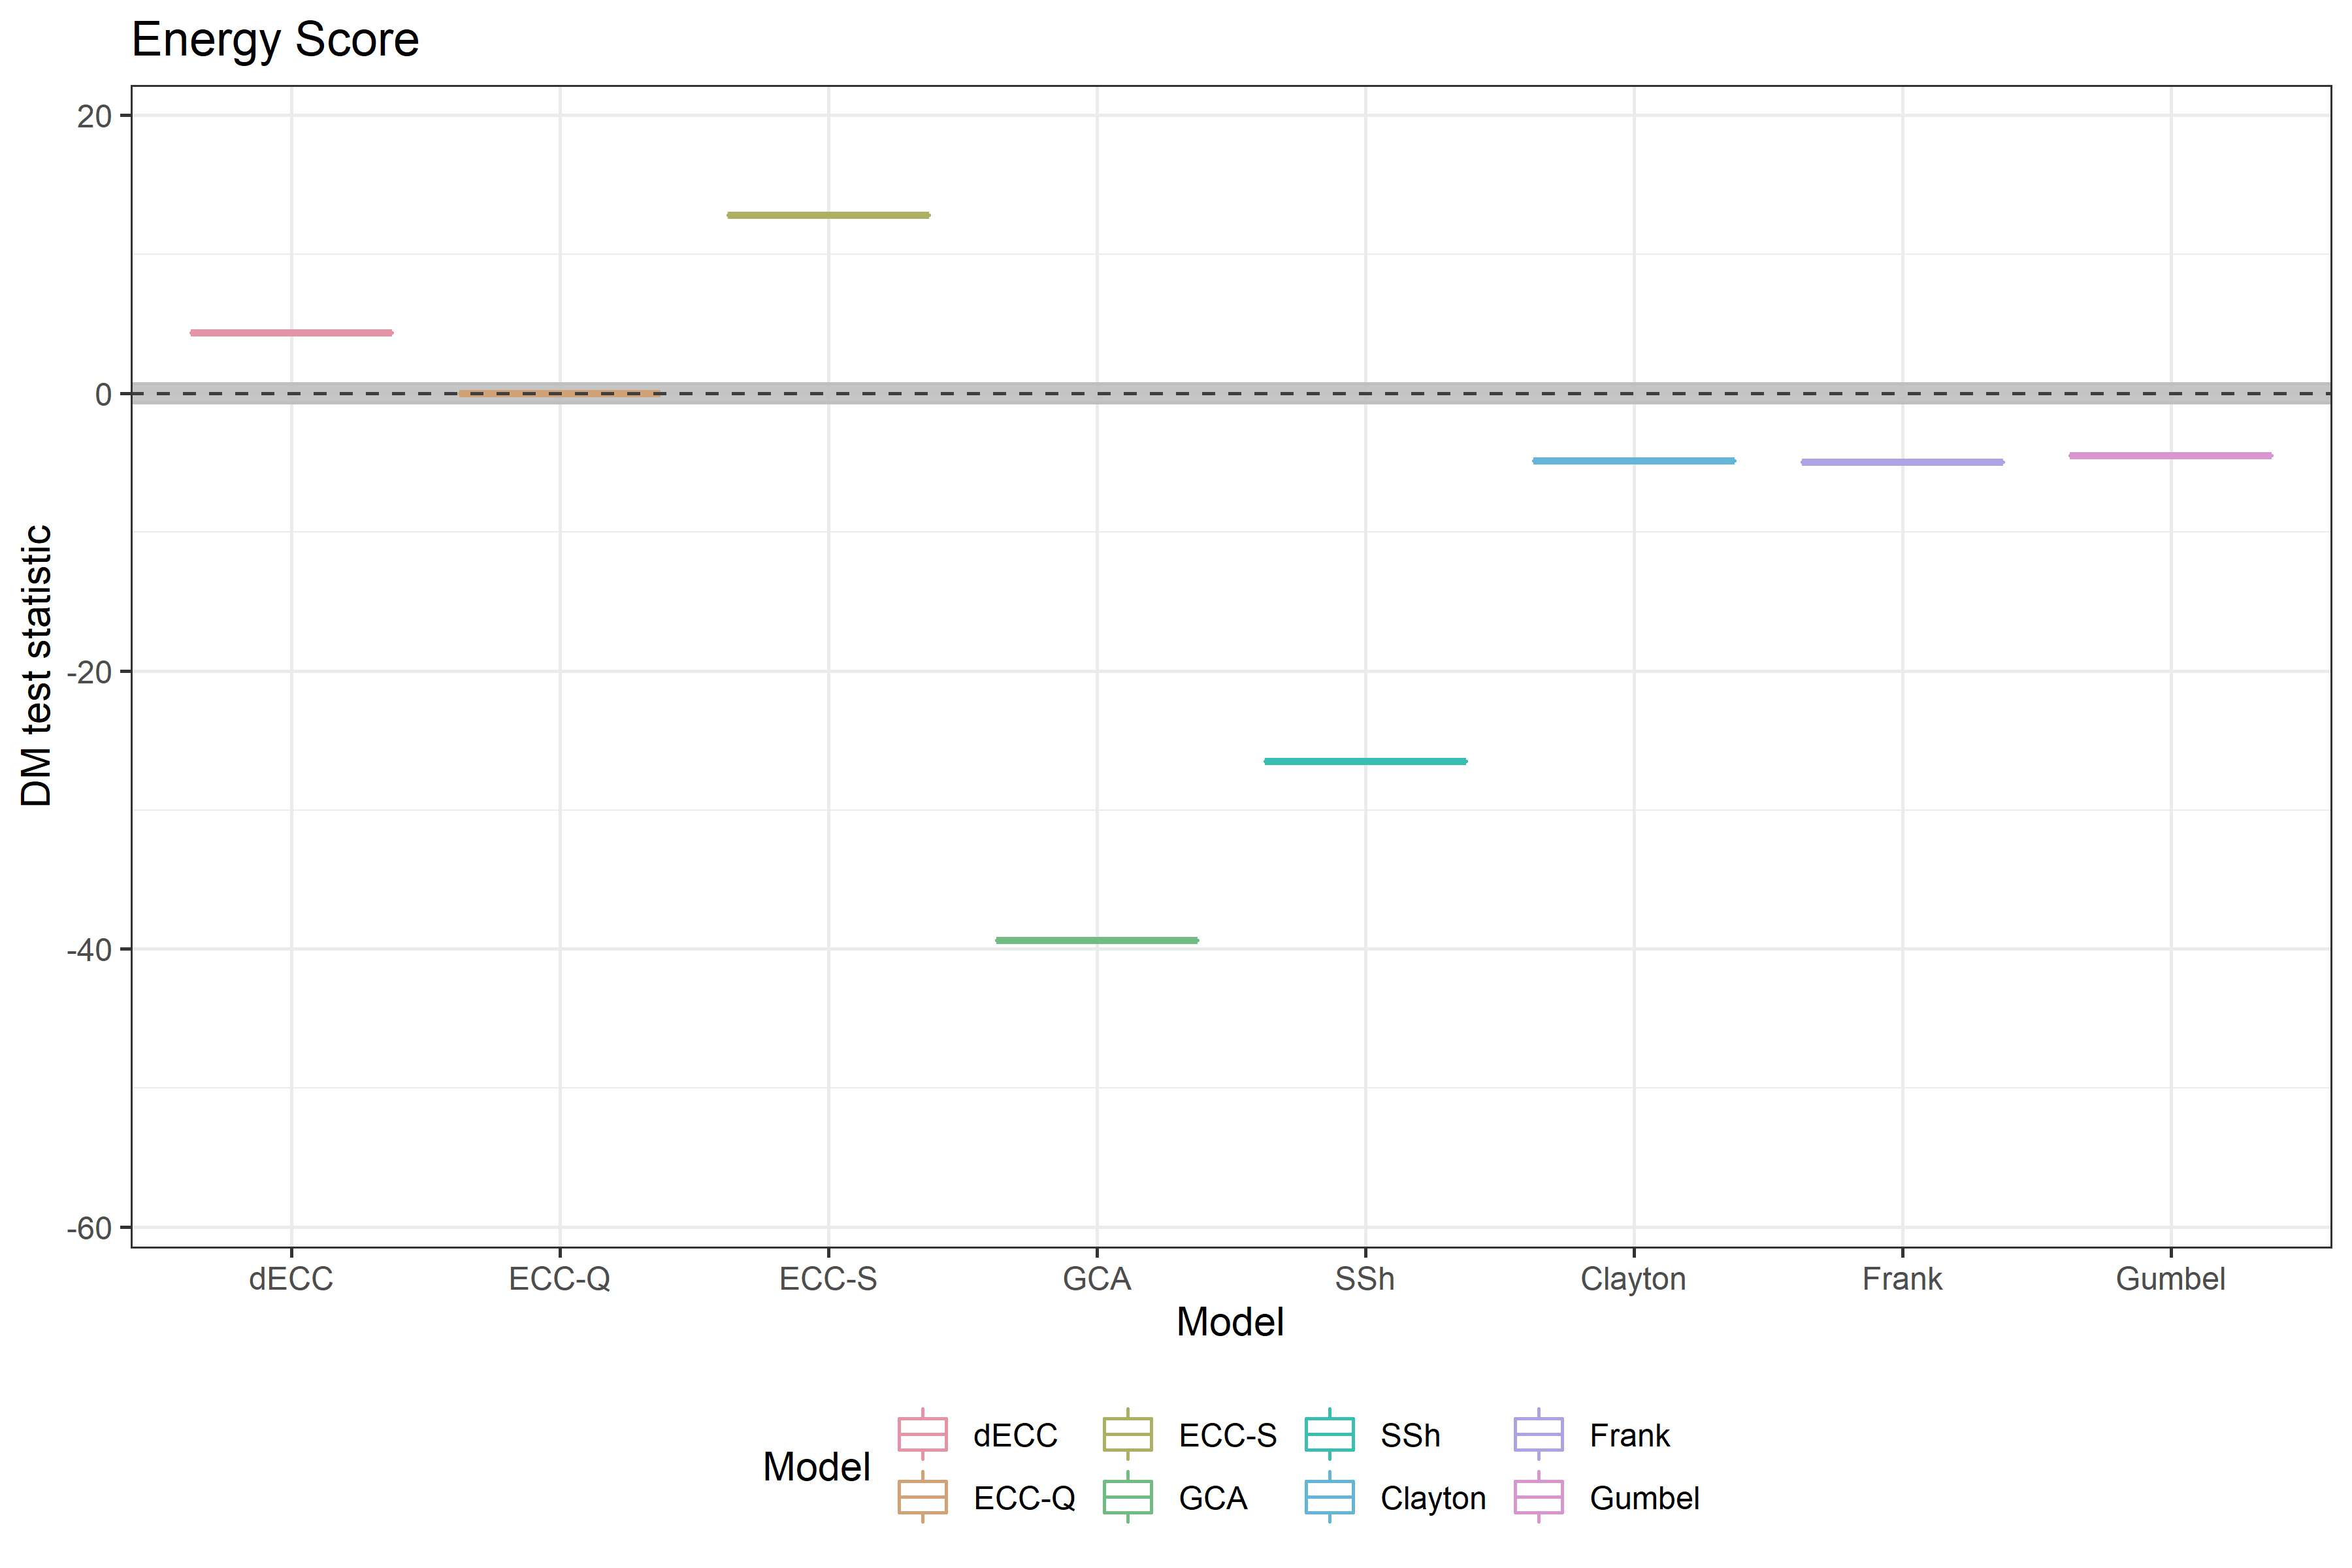 Energy Score
DM test statistic
20
0
-20
-40
-60
dECC ECC-Q ECC-S GCA SSh Clayton Frank Gumbel
Model
Model
dECC ECC-S SSh Frank
ECC-Q GCA Clayton Gumbel